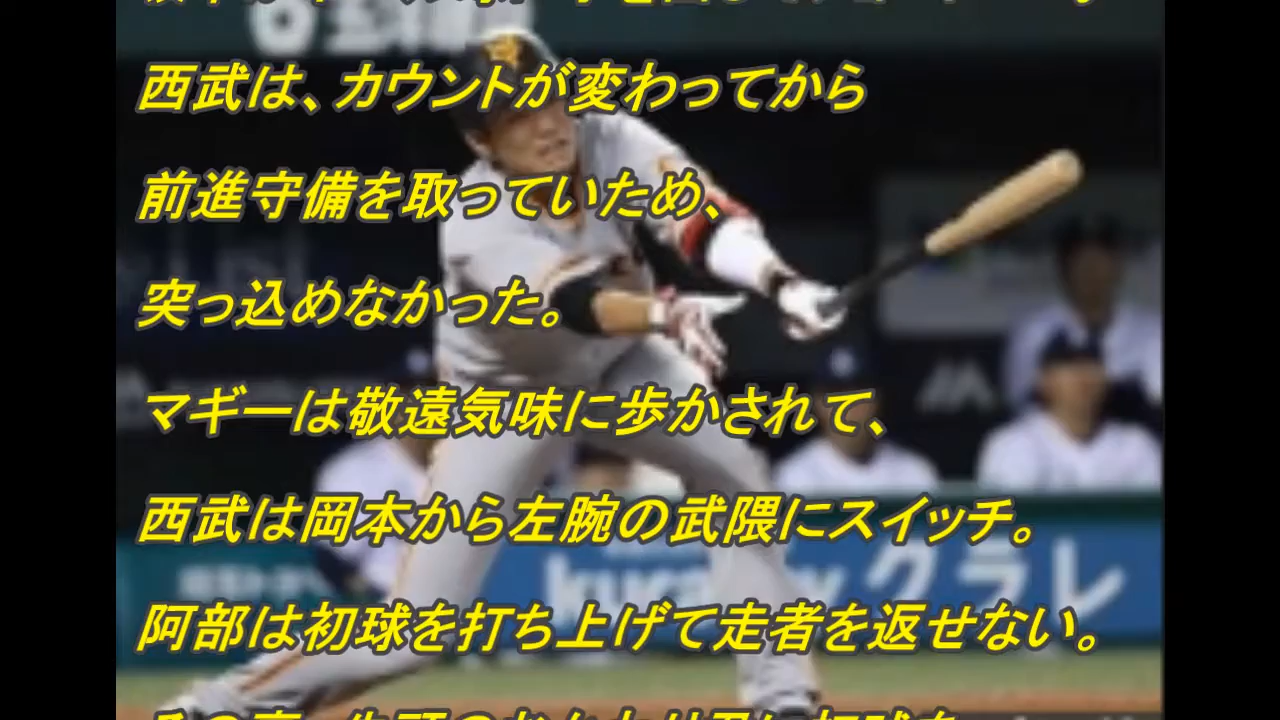 西武は、カウントが変わってから
前進守備を取っていため、
突っ込めなかった。
マギーは敬遠気味に歩かされて、
西武は岡本から左腕の武隈にスイッチ。
阿部は初球を打ち上げて走者を返せない。
クラレ